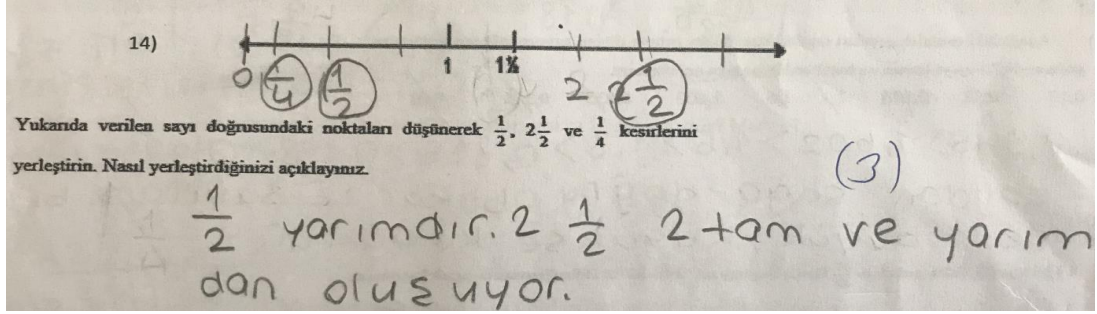 14)
1 1½
0 1/4 1/2 2 2 1/2
Yukarıda verilen sayı doğrusundaki noktaları düşünerek 1/2, 2 1/2 ve 1/4 kesirlerini
yerleştirin. Nasıl yerleştirdiğinizi açıklayınız.
(3)
1/2 yarımdır. 2 1/2 2 tam ve yarım
dan oluşuyor.